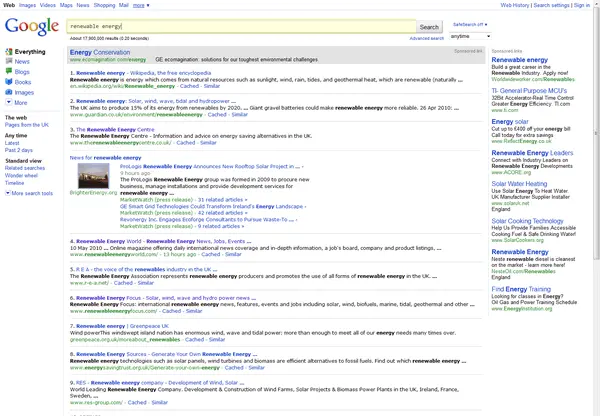 Web Images Videos Maps News Shopping Mail more ▼
Web History | Search settings | Sign in
Google
renewable energy
Search
SafeSearch off ▼
About 17,900,000 results (0.28 seconds)
Advanced search
anytime
Everything
News
Blogs
Books
Images
More
The web
Pages from the UK
Any time
Latest
Past 2 days
Standard view
Related searches
Wonder wheel
Timeline
More search tools
Energy Conservation
Sponsored link
www.ecomagination.com/energy GE ecomagination: solutions for our toughest environmental challenges
1. Renewable energy - Wikipedia, the free encyclopedia
Renewable energy is energy which comes from natural resources such as sunlight, wind, rain, tides, and geothermal heat, which are renewable (naturally ...
en.wikipedia.org/wiki/Renewable_energy - Cached - Similar
2. Renewable energy: Solar, wind, wave, tidal and hydropower ...
The UK aims to produce 15% of its energy from renewables by 2020. ... Giant gravel batteries could make renewable energy more reliable. 26 Apr 2010: ...
www.guardian.co.uk/environment/renewableenergy - Cached - Similar
3. The Renewable Energy Centre
The Renewable Energy Centre - Information and advice on energy saving alternatives in the UK.
www.therenewableenergycentre.co.uk/ - Cached - Similar
News for renewable energy
BrighterEnergy.org
ProLogis Renewable Energy Announces New Rooftop Solar Project in ...
9 hours ago
The ProLogis Renewable Energy group was formed in 2009 to procure new
business, manage installations and provide development services for
renewable energy ...
MarketWatch (press release) - 31 related articles »
GE Smart Grid Technologies Could Transform Ireland's Energy Landscape -
MarketWatch (press release) - 42 related articles »
Revonergy Inc. Engages Ecoforge Consultants to Pursue Waste-To ... -
MarketWatch (press release) - 9 related articles »
4. Renewable Energy World - Renewable Energy News, Jobs, Events ...
10 May 2010 ... Online magazine offering daily international news coverage and in-depth information, a job's board, company and product listings, ...
www.renewableenergyworld.com/ - 13 hours ago - Cached - Similar
5. R E A - the voice of the renewables industry in the UK
The Renewable Energy Association represents renewable energy producers and promotes the use of all forms of renewable energy in the UK. ...
www.r-e-a.net/ - Cached - Similar
6. Renewable Energy Focus - Solar, wind, wave and hydro power news ...
Renewable Energy Focus: international renewable energy news, features, events and jobs including solar, wind, biofuels, marine, tidal, geothermal and other ...
www.renewableenergyfocus.com/ - Cached - Similar
7. Renewable energy | Greenpeace UK
Wind powerThis windswept island nation has enormous wind, wave and tidal power: more than enough to meet all of our energy needs many times over.
greenpeace.org.uk/more about_renewables - Cached - Similar
8. Renewable Energy Sources - Generate Your Own Renewable Energy ...
Renewable energy technologies such as solar panels, wind turbines and biomass are efficient alternatives to fossil fuels. Find out which renewable energy ...
www.energysavingtrust.org.uk/Generate-your-own-energy - Cached - Similar
9. RES - Renewable energy company - Development of Wind, Solar ...
World Leading Renewable Energy Company, Development & Construction of Wind Farms, Solar Projects & Biomass Power Plants in the UK, Ireland, France,
Sweden, ...
www.res-group.com/ - Cached - Similar
Sponsored links
Renewable energy
Build a great career in the
Renewable Industry. Apply now!
Worldwideworker.com/Renewables
TI- General Purpose MCUs
32Bit Accelerator-Real Time Control
Greater Energy Efficiency. TI.com
www.ti.com
Energy solar
Cut up to £400 off your energy bill
Call today for extra savings
www.ReflectEnergy.co.uk
Renewable Energy Leaders
Connect with Industry Leaders on
Renewable Energy Developments.
www.ACORE.org
Solar Water Heating
Use Solar Energy To Heat Water.
UK Manufacturer Supplier Installer
www.solaruk.net
England
Solar Cooking Technology
Help Us Provide Families Accessible
Cooking Fuel & Safe Drinking Water!
www.SolarCookers.org
Renewable Energy
Neste renewable diesel is cleanest
on the market - learn more here!
NesteOil.com/Renewables
England
Find Energy Training
Looking for classes in Energy?
Oil Gas and Power Training Schedule
www.EnergyInstitution.org